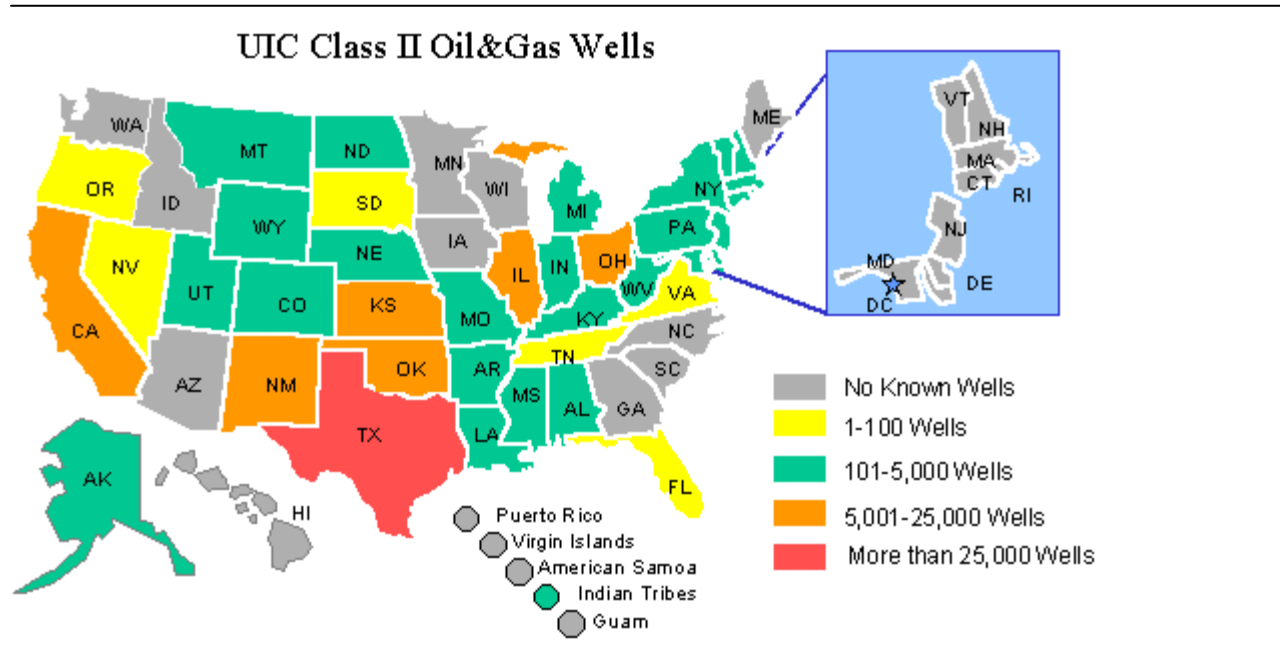 UIC Class II Oil&Gas Wells
WA
MT
ND
MN
ME
VT
NH
OR
ID
SD
WI
MI
NY
MA
CT
RI
WY
IA
PA
NJ
NV
UT
NE
IL
IN
OH
WV
VA
MD
DE
DC
CA
CO
KS
MO
KY
NC
AZ
NM
OK
AR
TN
SC
TX
LA
MS
AL
GA
FL
AK
HI
No Known Wells
1-100 Wells
101-5,000 Wells
5,001-25,000 Wells
More than 25,000 Wells
Puerto Rico
Virgin Islands
American Samoa
Indian Tribes
Guam